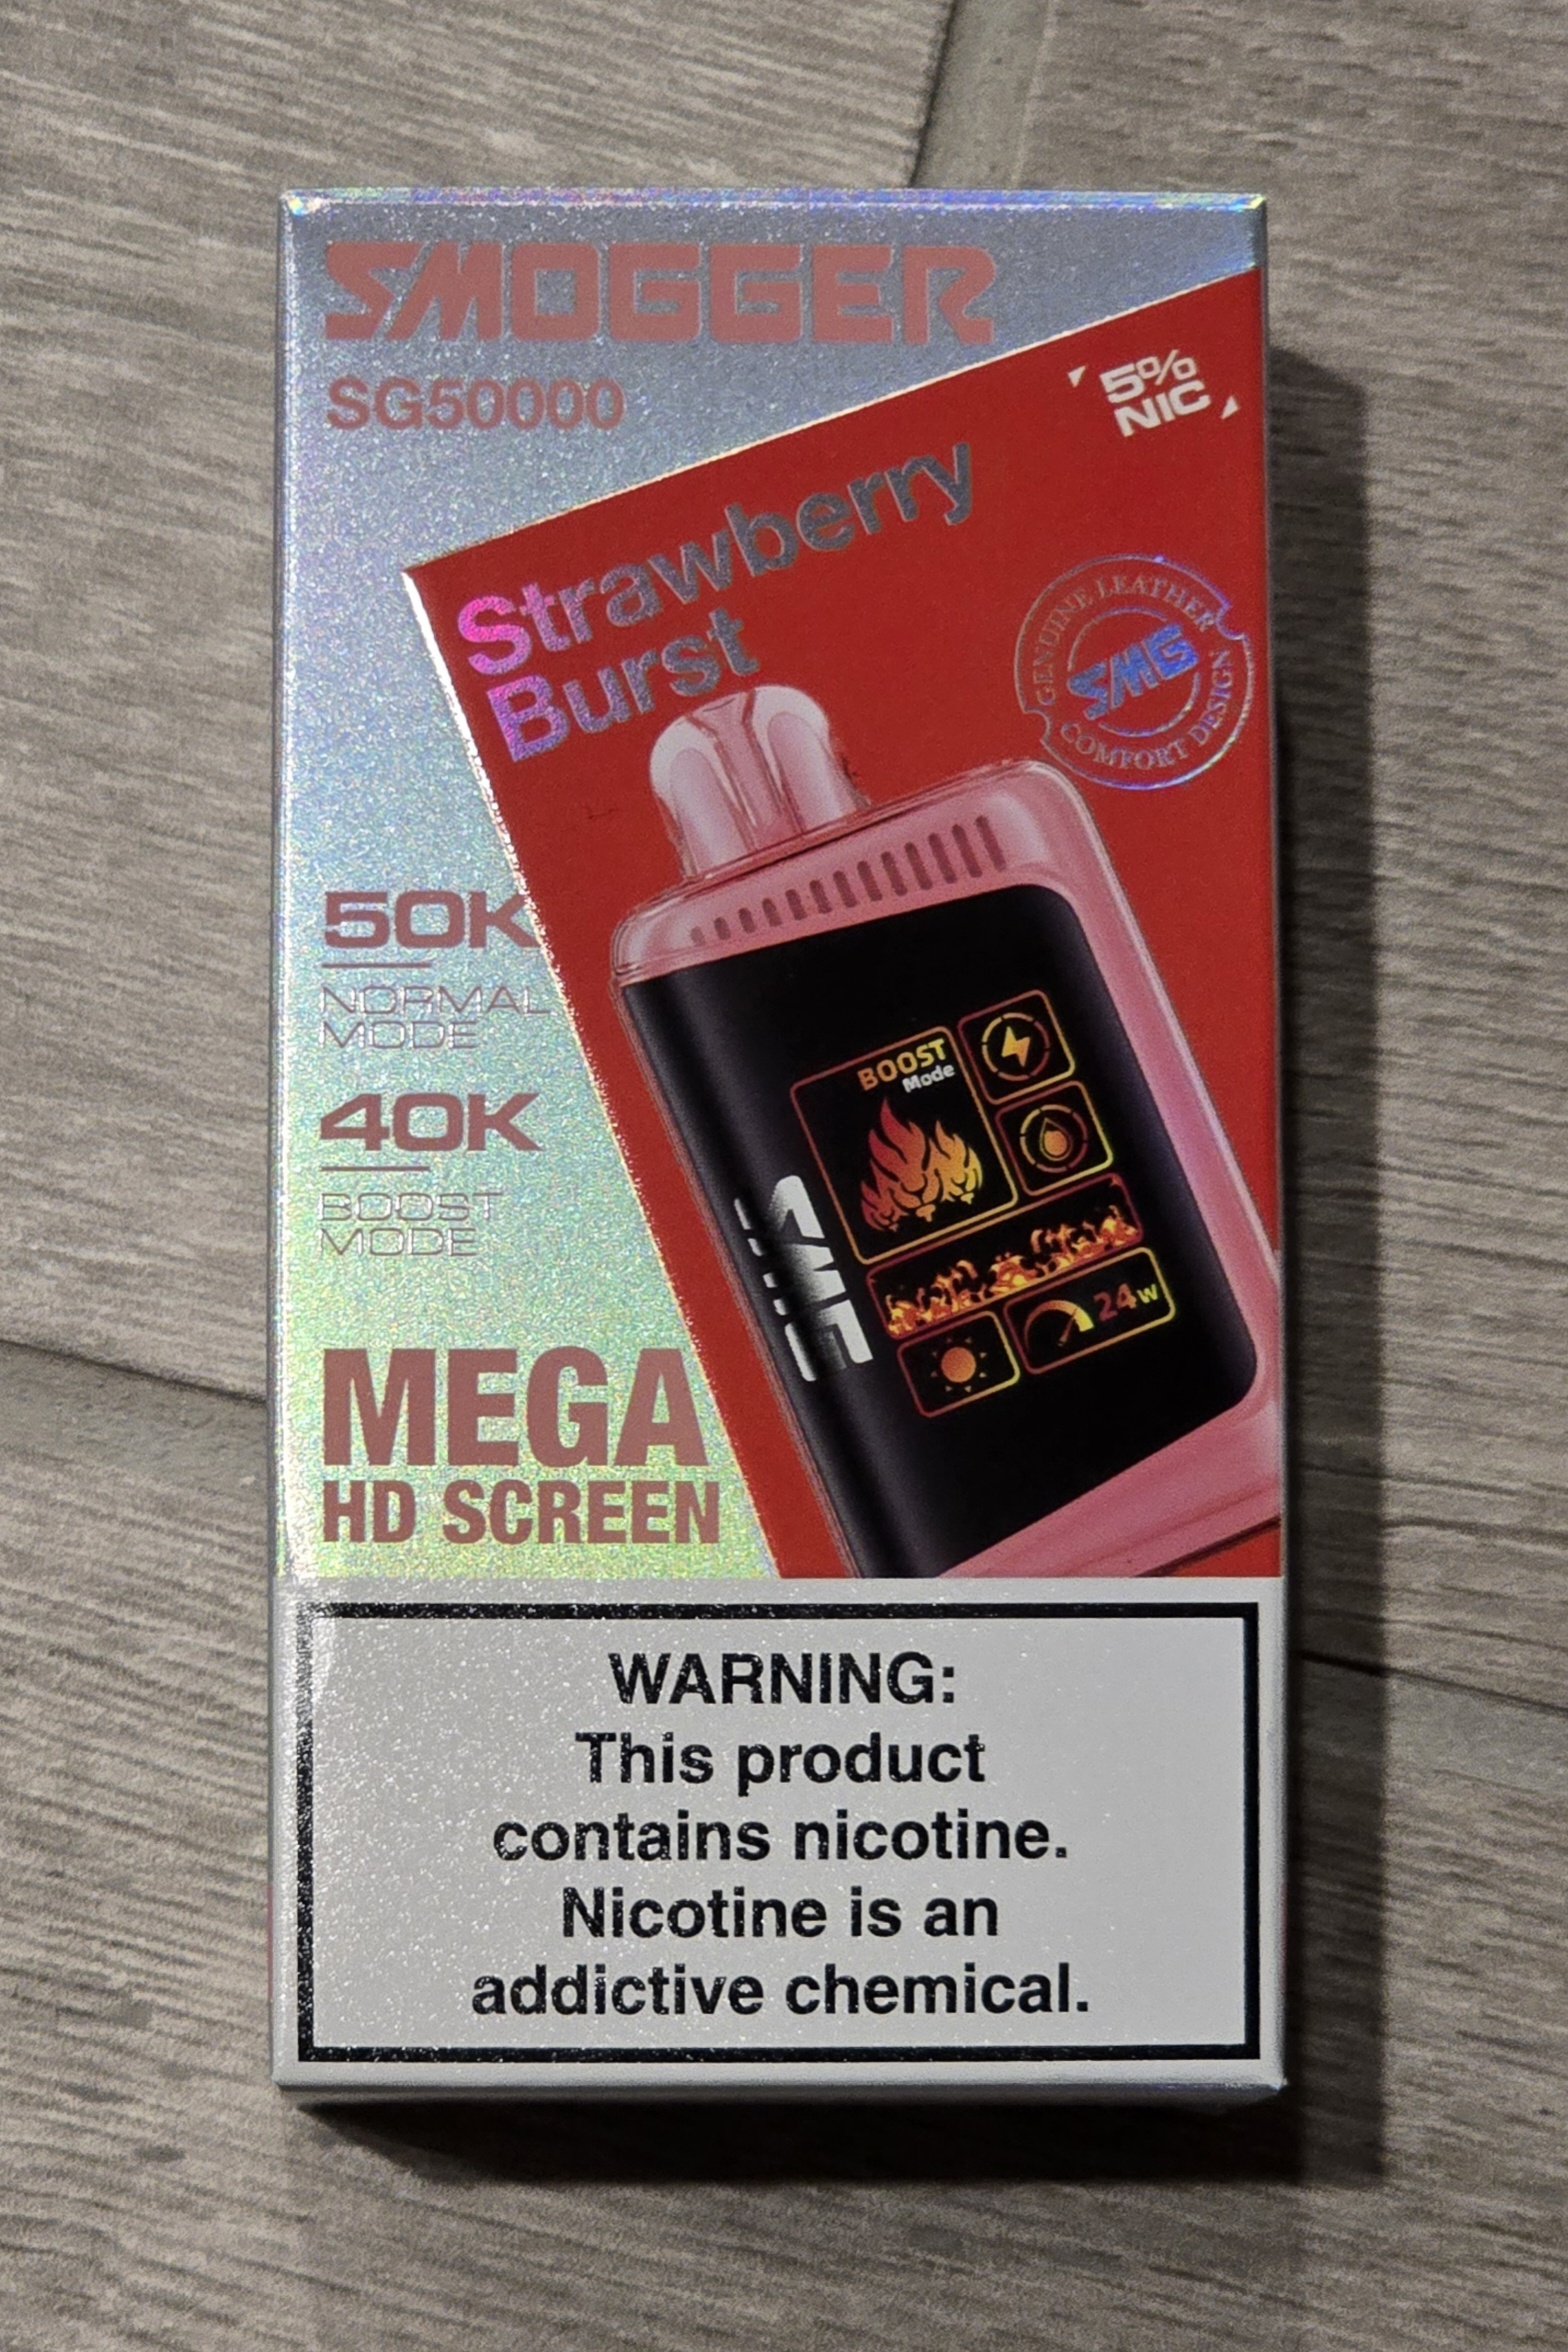 SMOGGER
SG50000
5%
NIC
Strawberry
Burst
GENUINE LEATHER
SMG
COMFORT DESIGN
50K
NORMAL
MODE
40K
BOOST
MODE
BOOST
Mode
24W
SMG
MEGA
HD SCREEN
WARNING:
This product
contains nicotine.
Nicotine is an
addictive chemical.